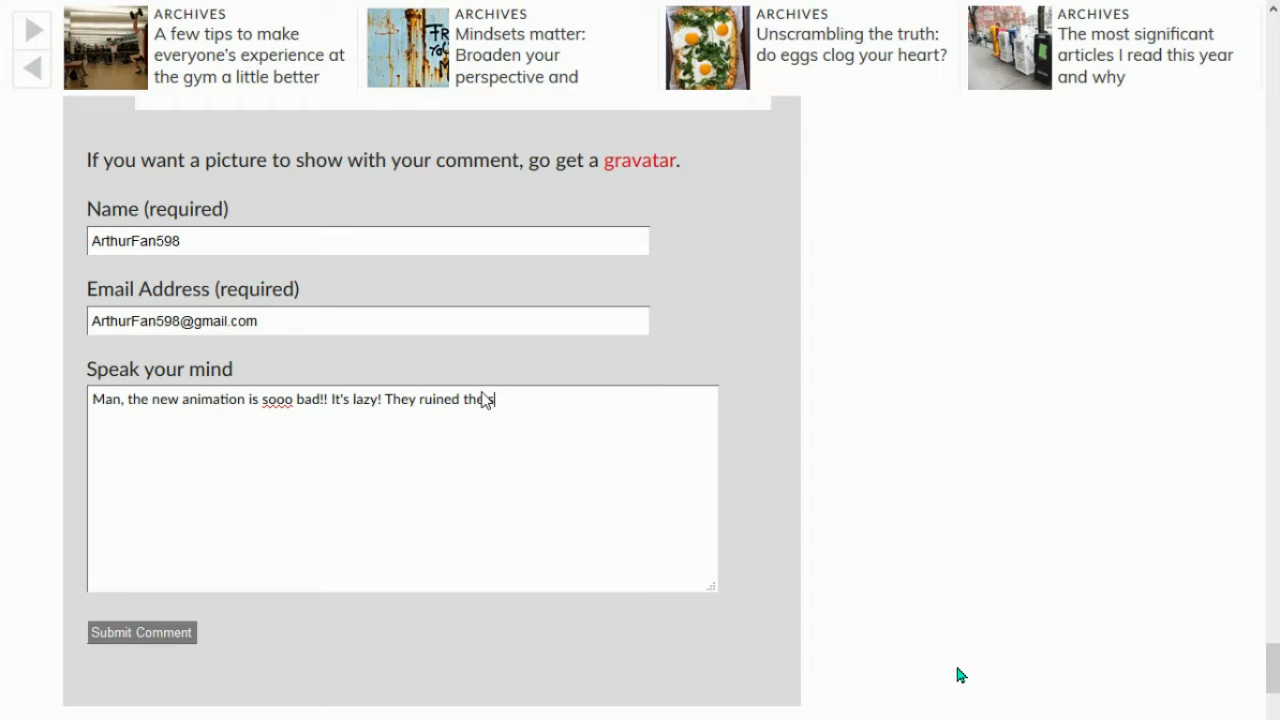 ARCHIVES
A few tips to make
everyone's experience at
the gym a little better
ARCHIVES
Mindsets matter:
Broaden your
perspective and
ARCHIVES
Unscrambling the truth:
do eggs clog your heart?
ARCHIVES
The most significant
articles I read this year
and why
If you want a picture to show with your comment, go get a gravatar.
Name (required)
ArthurFan598
Email Address (required)
ArthurFan598@gmail.com
Speak your mind
Man, the new animation is sooo bad!! It's lazy! They ruined the s
Submit Comment